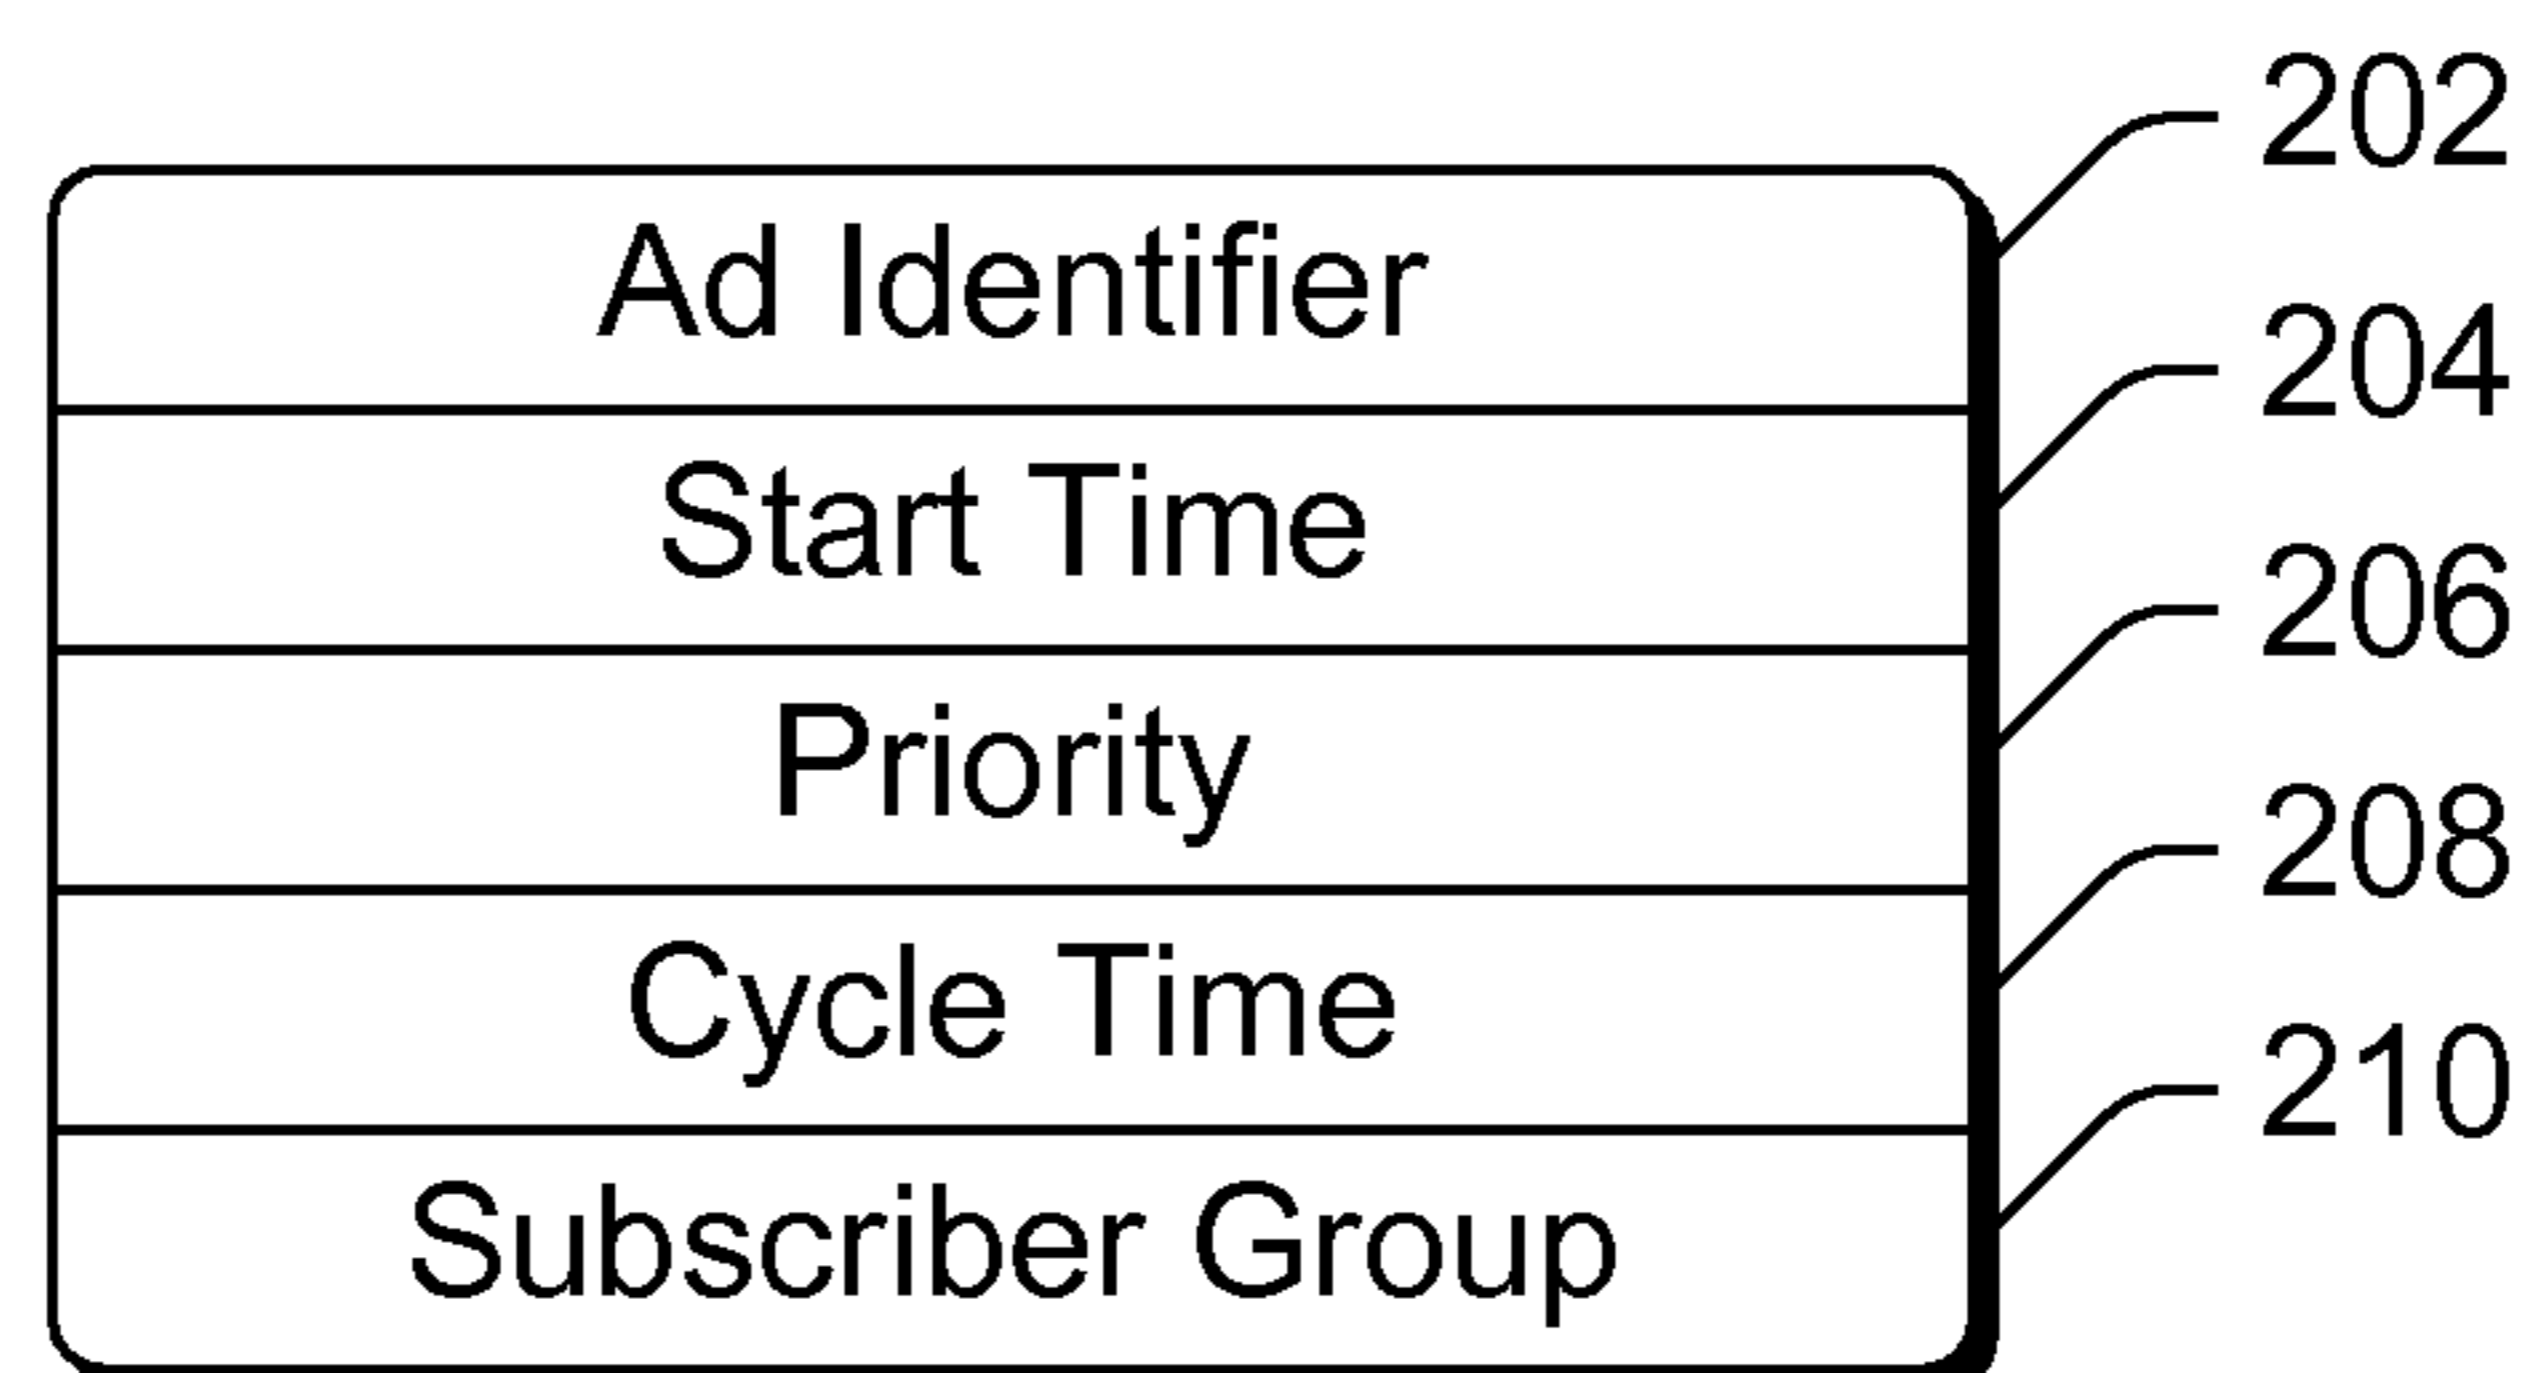 202
Ad Identifier
204
Start Time
206
Priority
208
Cycle Time
210
Subscriber Group